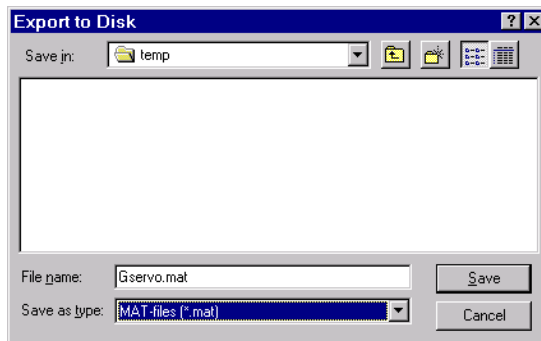 Export to Disk
Save in: temp
File name: Gservo.mat Save
Save as type: MAT-files (*.mat) Cancel